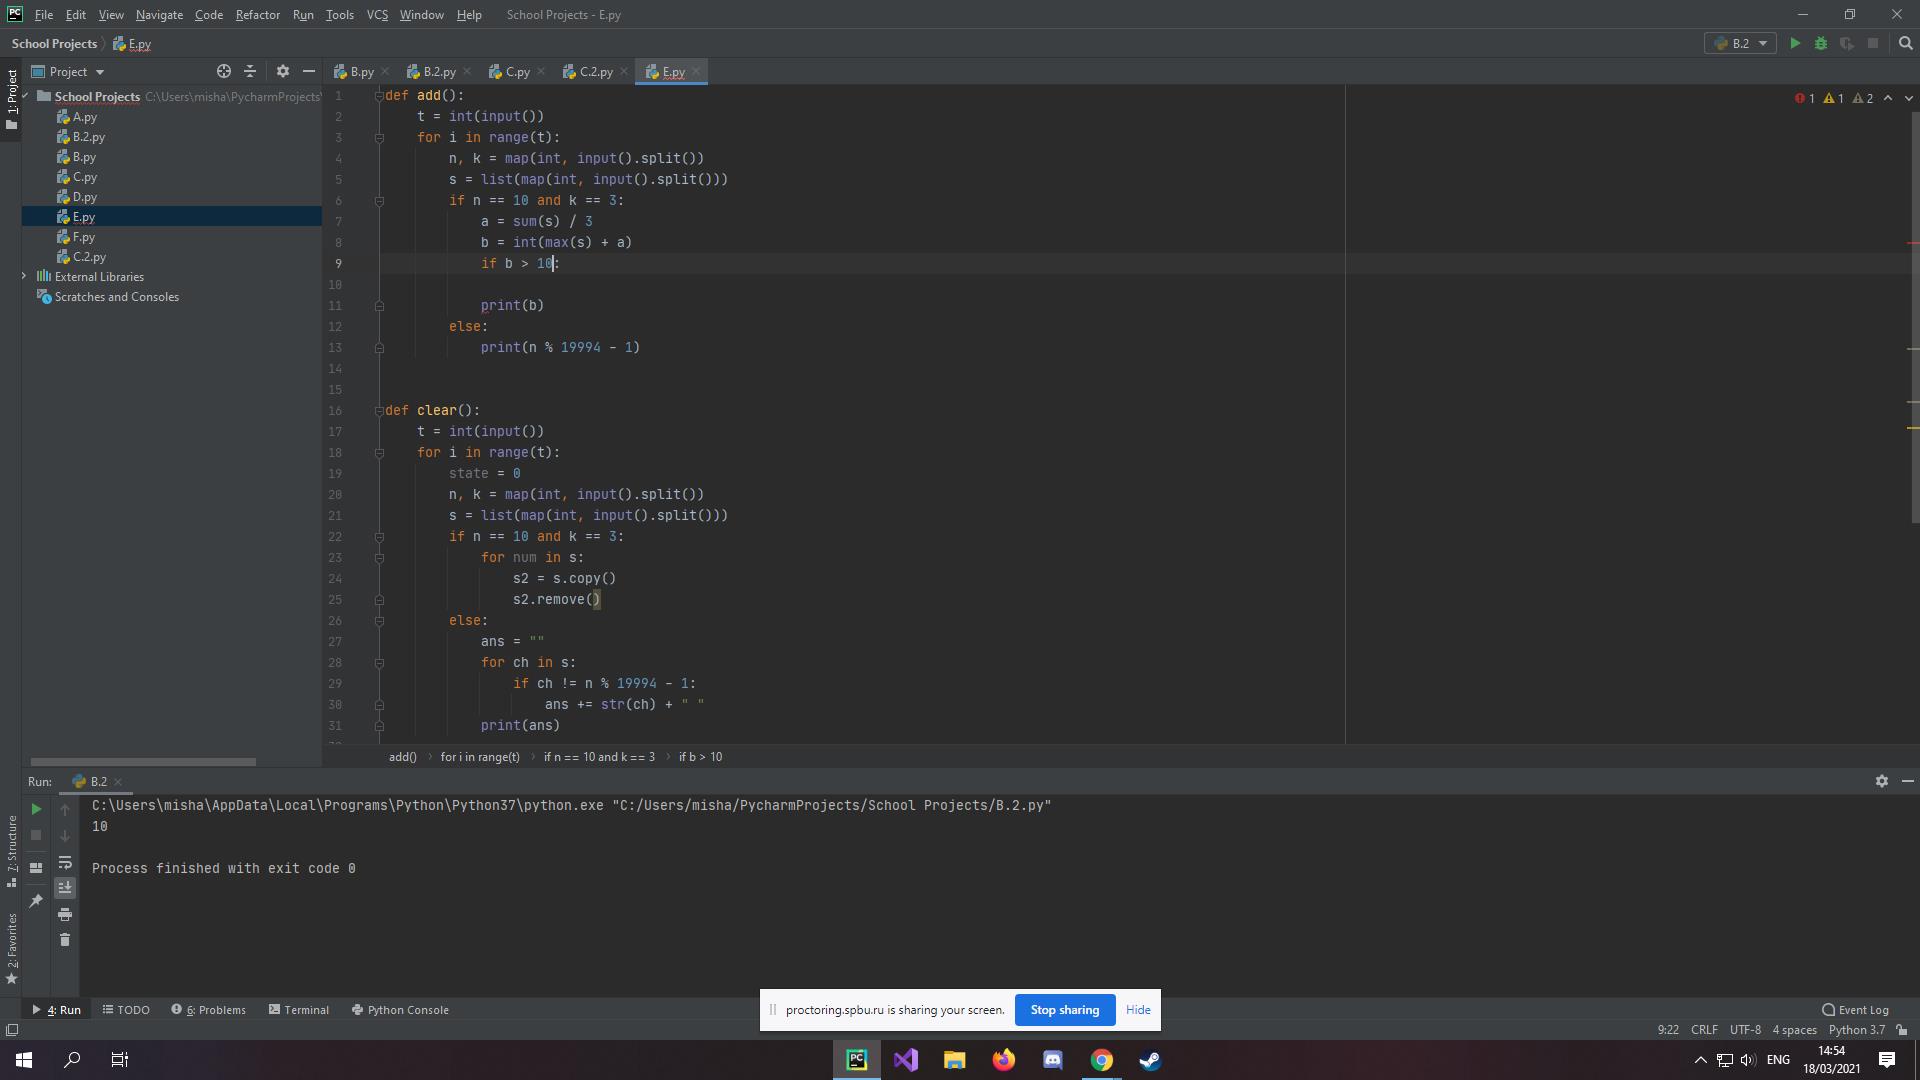 PC File Edit View Navigate Code Refactor Run Tools VCS Window Help School Projects - E.py
School Projects E.py B.2
Project B.py B.2.py C.py C.2.py E.py
1: Project
School Projects C:\Users\misha\PycharmProjects\
A.py
B.2.py
B.py
C.py
D.py
E.py
F.py
C.2.py
External Libraries
Scratches and Consoles
1 1 2
1 def add():
2 t = int(input())
3 for i in range(t):
4 n, k = map(int, input().split())
5 s = list(map(int, input().split()))
6 if n == 10 and k == 3:
7 a = sum(s) / 3
8 b = int(max(s) + a)
9 if b > 10:
10
11 print(b)
12 else:
13 print(n % 19994 - 1)
14
15
16 def clear():
17 t = int(input())
18 for i in range(t):
19 state = 0
20 n, k = map(int, input().split())
21 s = list(map(int, input().split()))
22 if n == 10 and k == 3:
23 for num in s:
24 s2 = s.copy()
25 s2.remove()
26 else:
27 ans = ""
28 for ch in s:
29 if ch != n % 19994 - 1:
30 ans += str(ch) + " "
31 print(ans)
add() for i in range(t) if n == 10 and k == 3 if b > 10
Run: B.2
C:\Users\misha\AppData\Local\Programs\Python\Python37\python.exe "C:/Users/misha/PycharmProjects/School Projects/B.2.py"
10
Process finished with exit code 0
7: Structure
2: Favorites
4: Run TODO 6: Problems Terminal Python Console Event Log
proctoring.spbu.ru is sharing your screen. Stop sharing Hide
9:22 CRLF UTF-8 4 spaces Python 3.7
PC ENG 14:54
18/03/2021